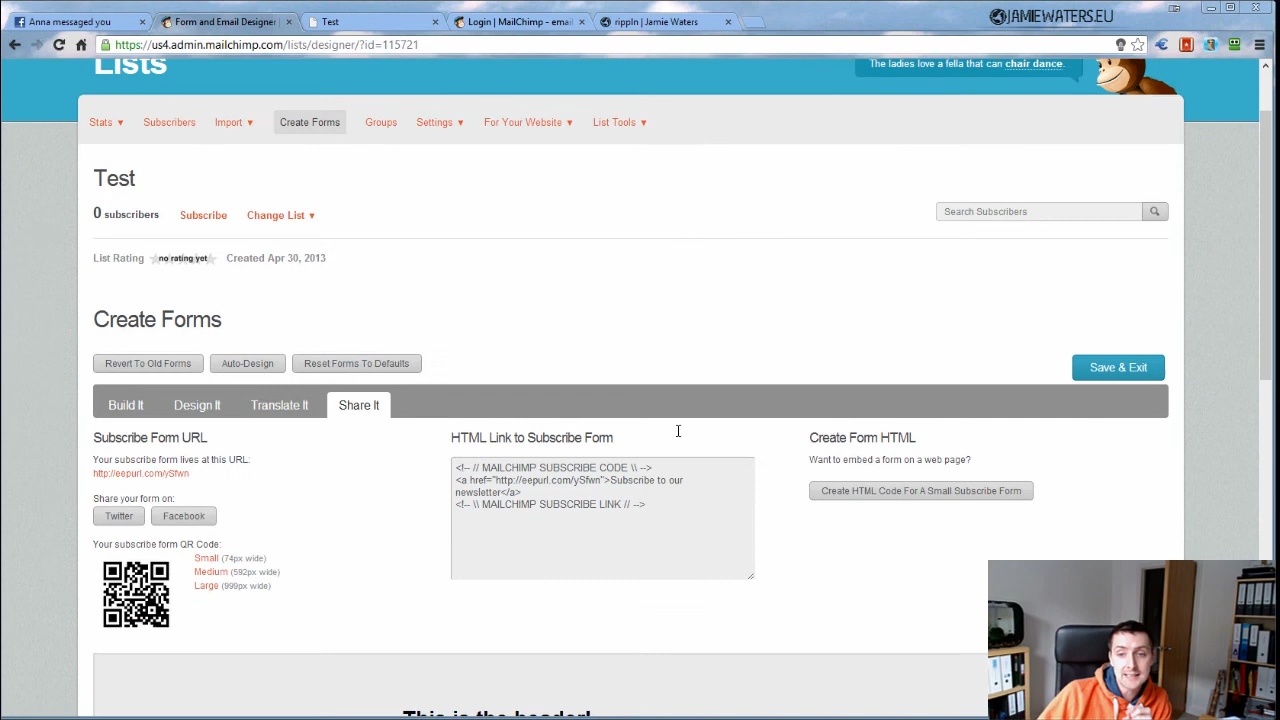 Anna messaged you
Form and Email Designer
Test
Login | MailChimp - email
rippln | Jamie Waters
JAMIEWATERS.EU
https://us4.admin.mailchimp.com/lists/designer/?id=115721
Lists
The ladies love a fella that can chair dance.
Stats ▼
Subscribers
Import ▼
Create Forms
Groups
Settings ▼
For Your Website ▼
List Tools ▼
Test
0 subscribers
Subscribe
Change List ▼
Search Subscribers
List Rating
no rating yet
Created Apr 30, 2013
Create Forms
Revert To Old Forms
Auto-Design
Reset Forms To Defaults
Save & Exit
Build It
Design It
Translate It
Share It
Subscribe Form URL
Your subscribe form lives at this URL:
http://eepurl.com/ySfwn
Share your form on:
Twitter
Facebook
Your subscribe form QR Code:
Small (74px wide)
Medium (592px wide)
Large (999px wide)
HTML Link to Subscribe Form
<!-- // MAILCHIMP SUBSCRIBE CODE \\ -->
<a href="http://eepurl.com/ySfwn">Subscribe to our
newsletter</a>
<!-- \\ MAILCHIMP SUBSCRIBE LINK // -->
Create Form HTML
Want to embed a form on a web page?
Create HTML Code For A Small Subscribe Form
This is the header!